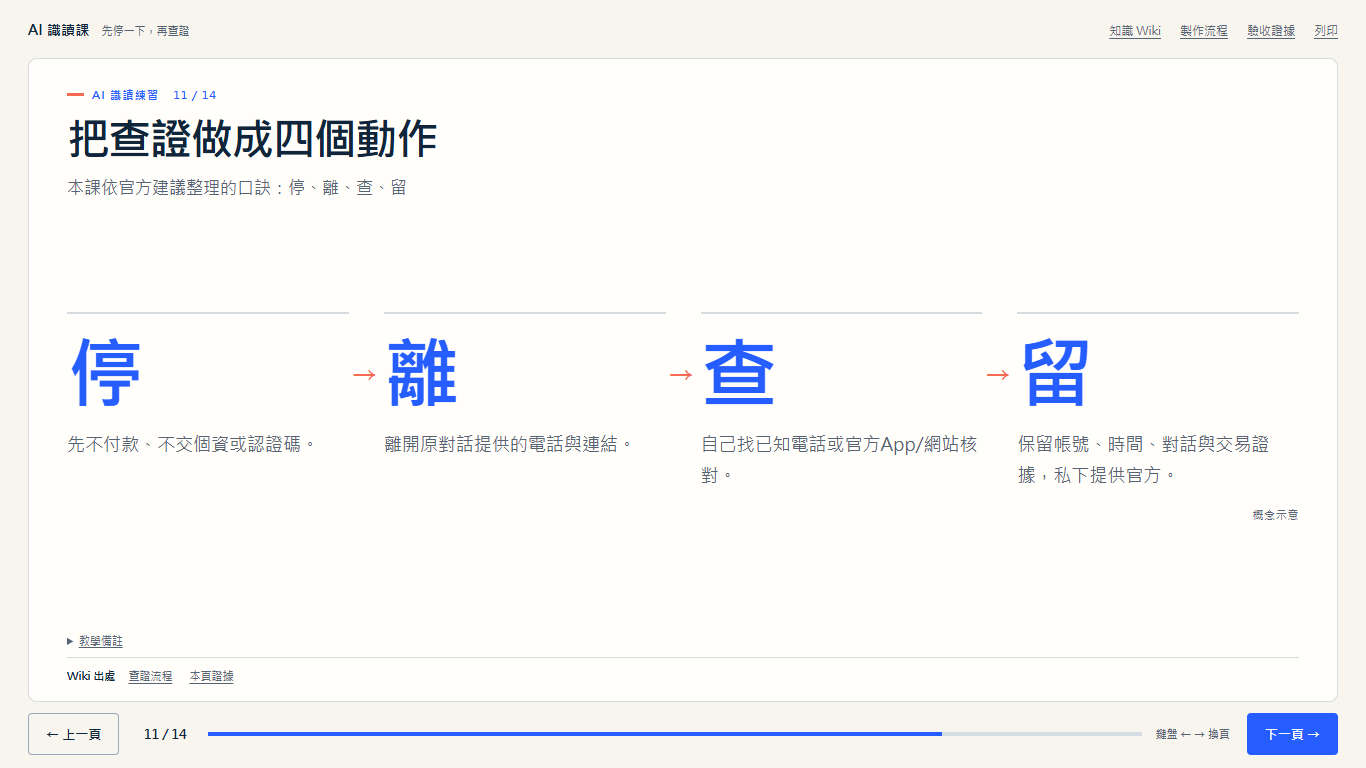 AI 識讀課 先停一下，再查證
知識 Wiki 製作流程 驗收證據 列印
AI 識讀練習 11 / 14
把查證做成四個動作
本課依官方建議整理的口訣：停、離、查、留
停 → 離 → 查 → 留
先不付款、不交個資或認證碼。
離開原對話提供的電話與連結。
自己找已知電話或官方App/網站核
對。
保留帳號、時間、對話與交易證
據，私下提供官方。
概念示意
▶ 教學備註
Wiki 出處 查證流程 本頁證據
← 上一頁 11 / 14 鍵盤 ← → 換頁 下一頁 →